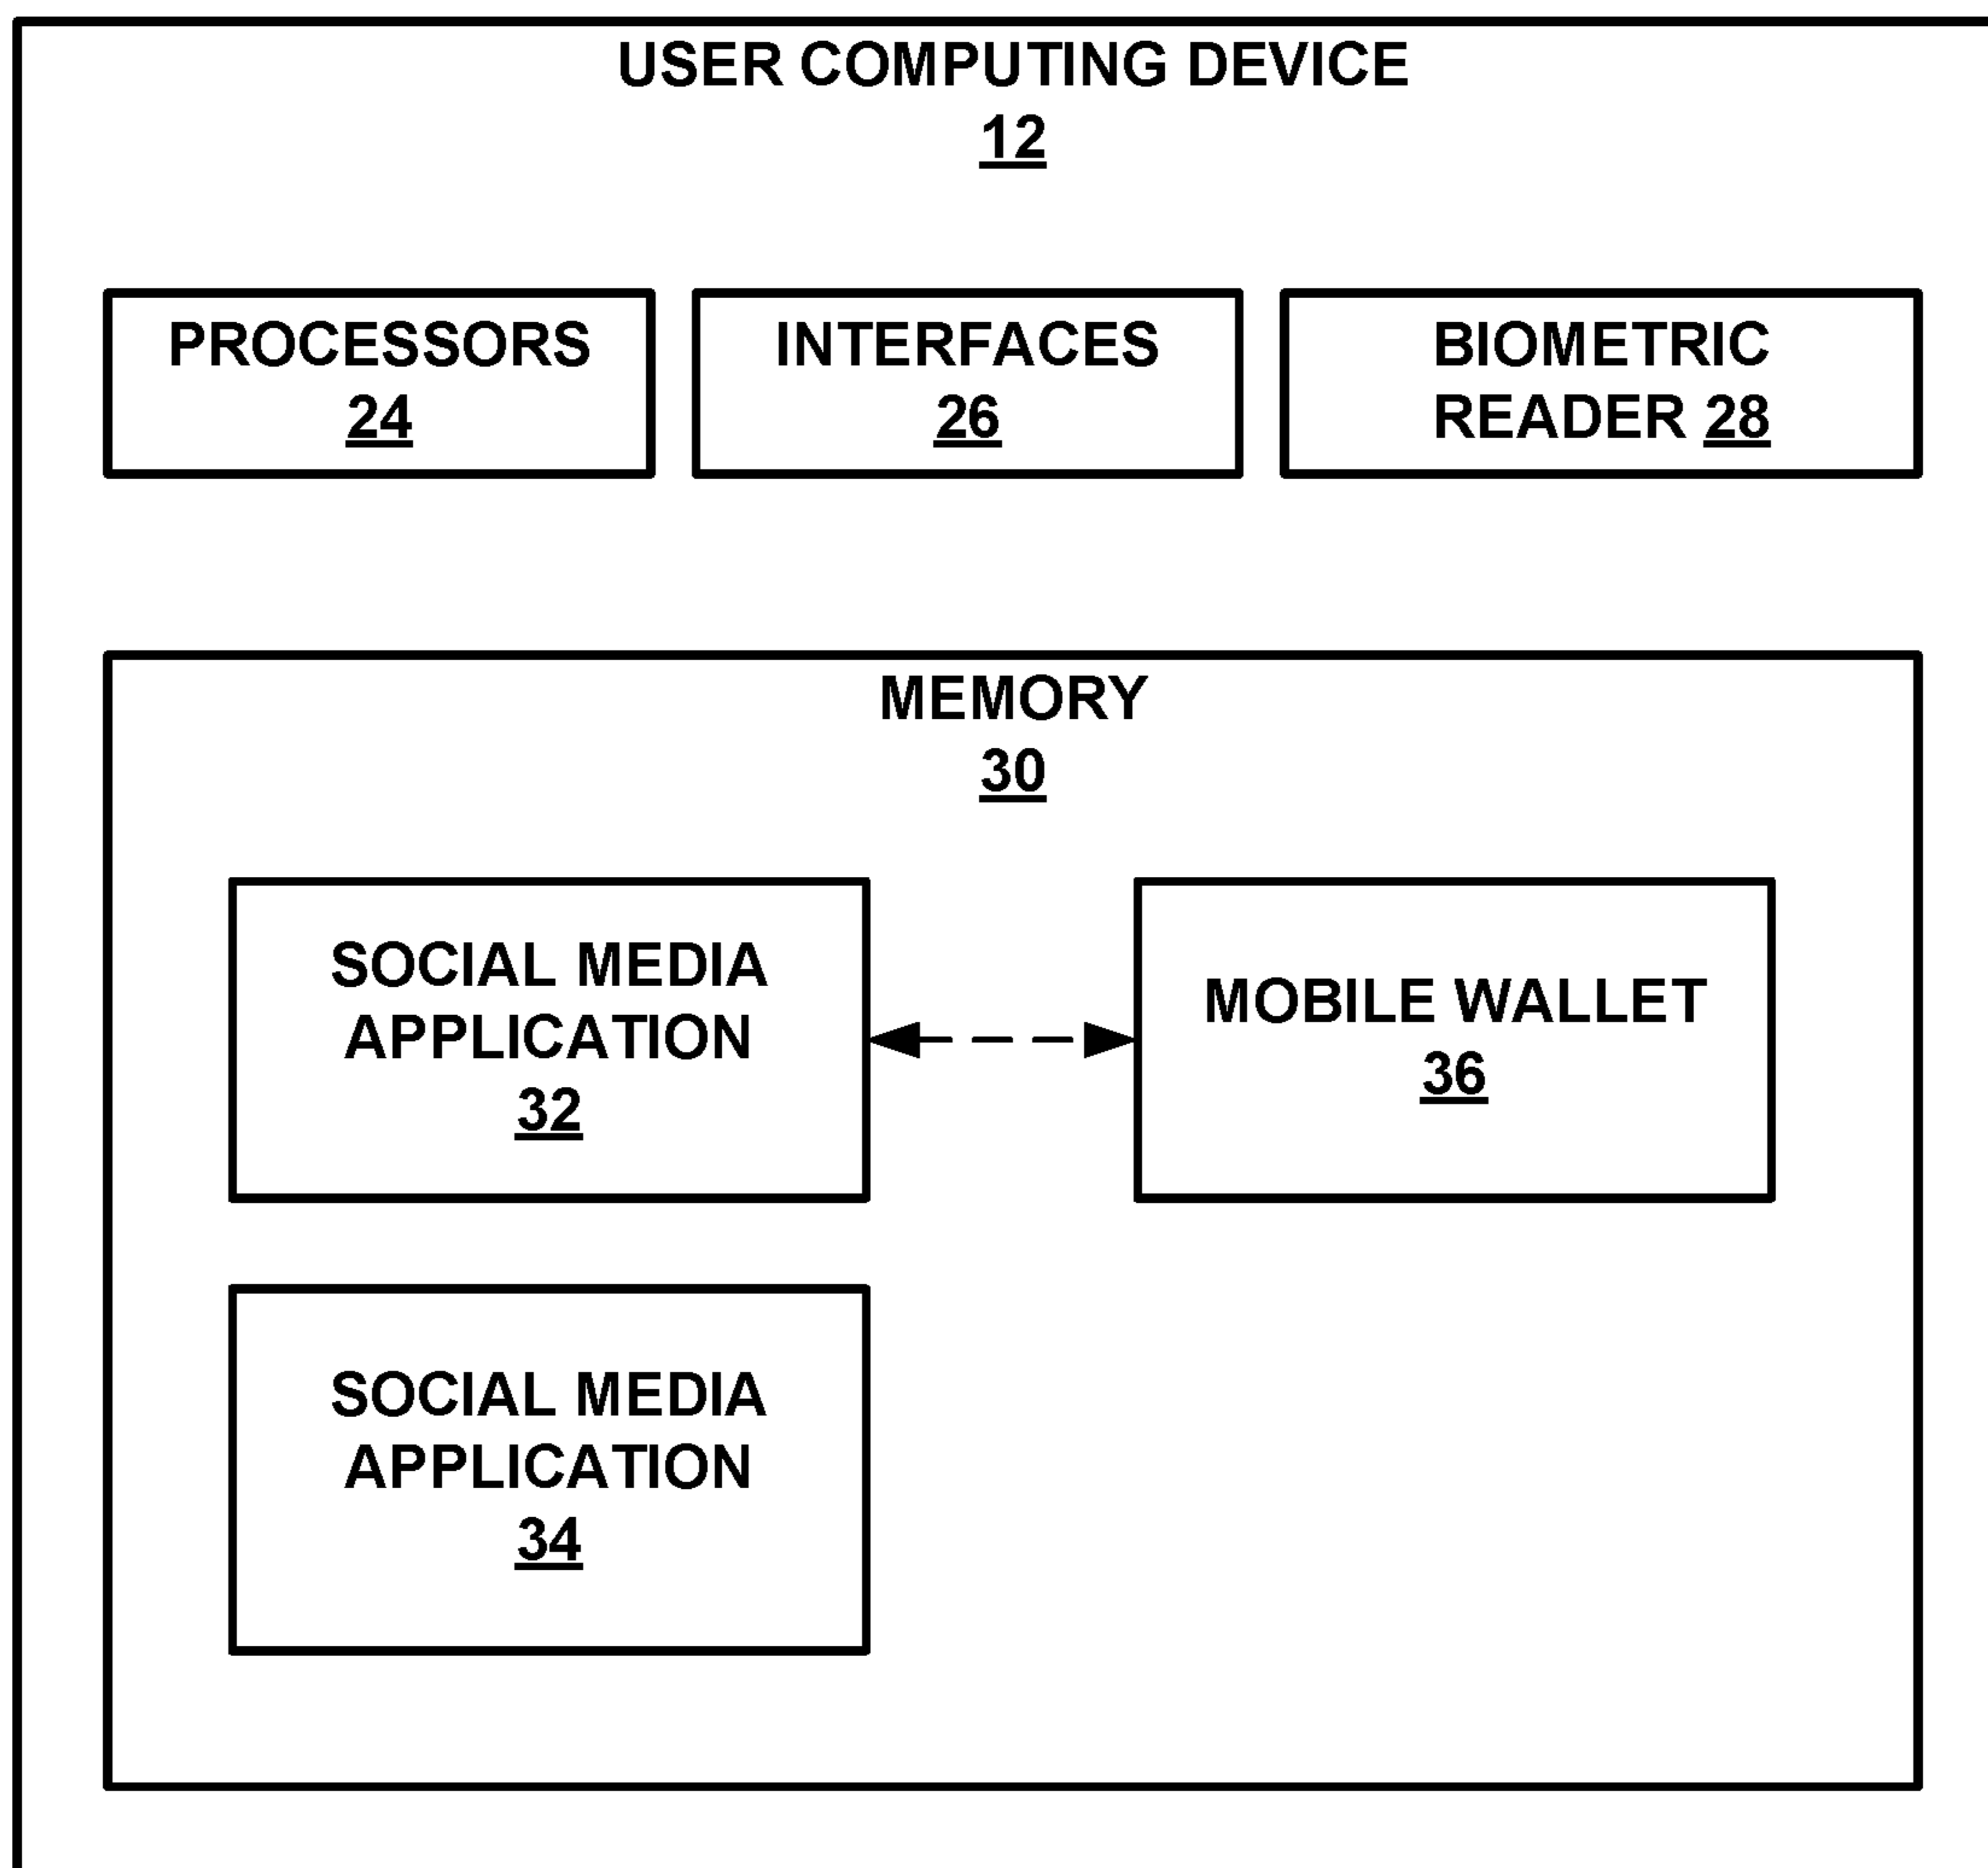 USER COMPUTING DEVICE
12
PROCESSORS
24
INTERFACES
26
BIOMETRIC
READER 28
MEMORY
30
SOCIAL MEDIA
APPLICATION
32
MOBILE WALLET
36
SOCIAL MEDIA
APPLICATION
34